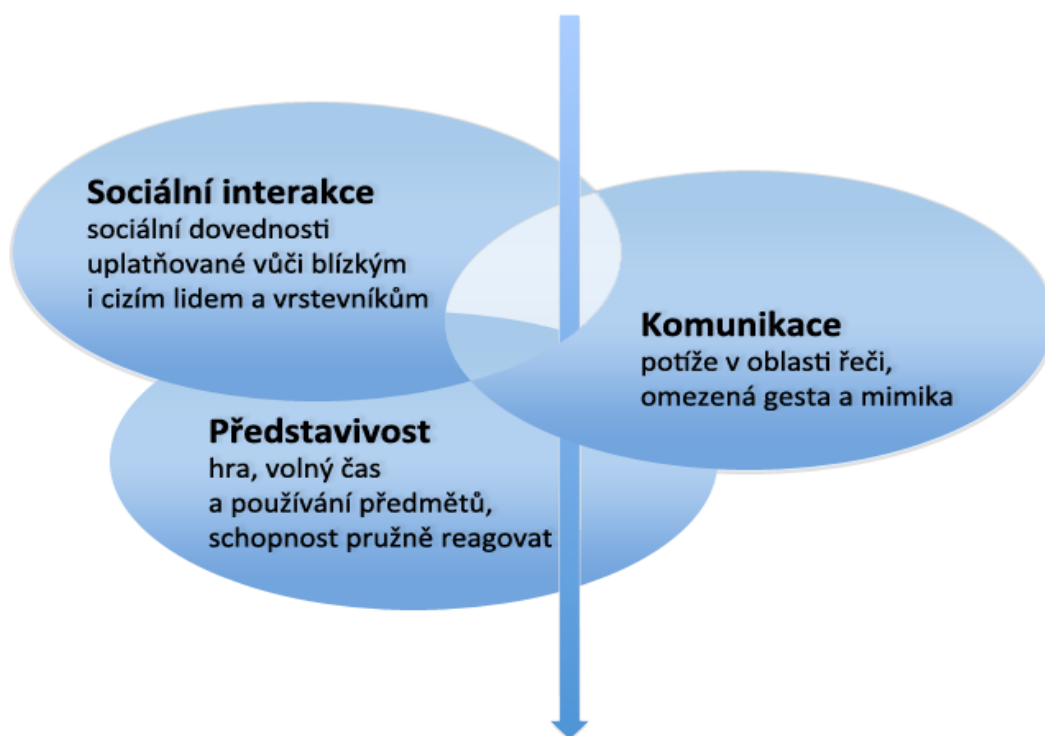 Sociální interakce
sociální dovednosti
uplatňované vůči blízkým
i cizím lidem a vrstevníkům
Komunikace
potíže v oblasti řeči,
omezená gesta a mimika
Představivost
hra, volný čas
a používání předmětů,
schopnost pružně reagovat